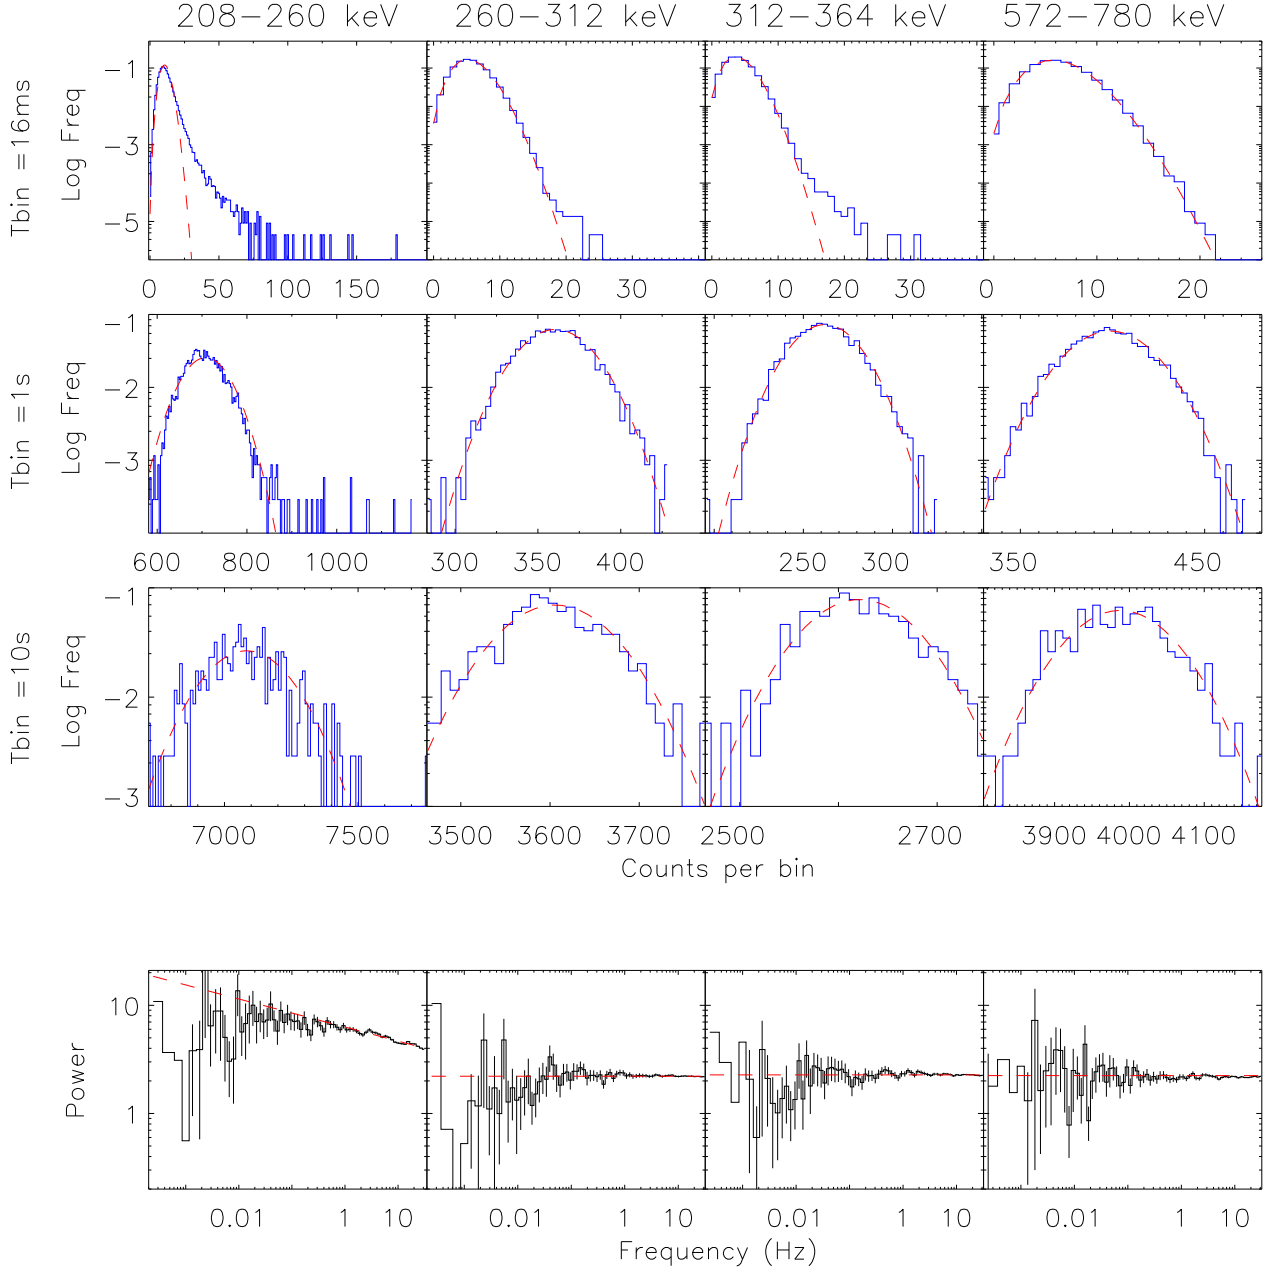 208−260 keV 260−312 keV 312−364 keV 572−780 keV
Tbin =16ms
Log Freq
−1
−3
−5
0 50 100 150 0 10 20 30 0 10 20 30 0 10 20
Tbin =1s
Log Freq
−1
−2
−3
600 800 1000 300 350 400 250 300 350 450
Tbin =10s
Log Freq
−1
−2
−3
7000 7500 3500 3600 3700 2500 2700 3900 4000 4100
Counts per bin
Power
10
1
0.01 1 10 0.01 1 10 0.01 1 10 0.01 1 10
Frequency (Hz)